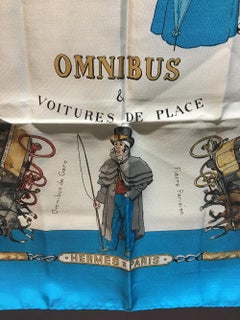 OMNIBUS
&
VOITURES DE PLACE
Omnibus de Gare
Fiacre Parisien
HERMES PARIS